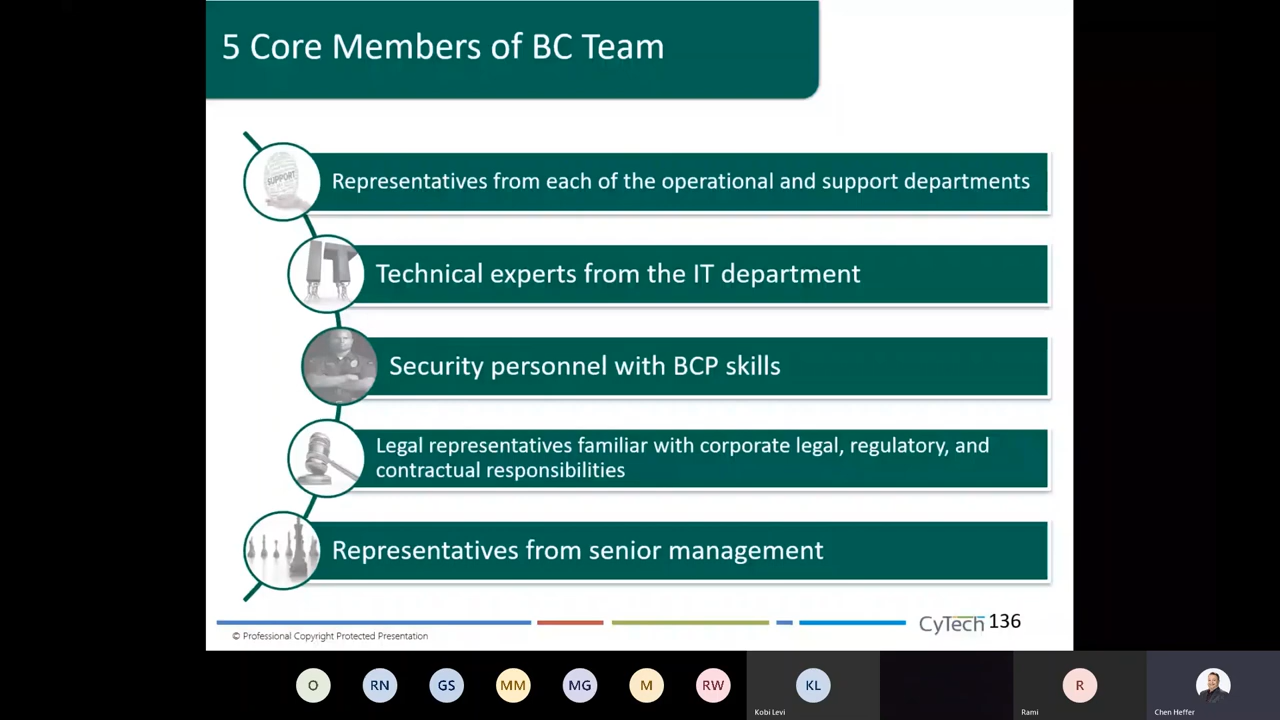 5 Core Members of BC Team
SUPPORT
Representatives from each of the operational and support departments
IT
Technical experts from the IT department
Security personnel with BCP skills
Legal representatives familiar with corporate legal, regulatory, and
contractual responsibilities
Representatives from senior management
CyTech 136
© Professional Copyright Protected Presentation
O RN GS MM MG M RW KL R
Kobi Levi Rami Chen Heffer